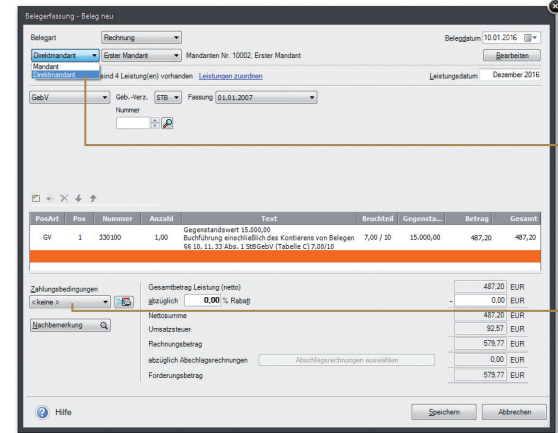 Belegerfassung - Beleg neu
Belegart Rechnung Belegdatum 10.01.2016
Direktmandant Erster Mandant Mandanten Nr. 10002, Erster Mandant Bearbeiten
Mandant
Direktmandant sind 4 Leistung(en) vorhanden Leistungen zuordnen Leistungsdatum Dezember 2016
GebV Geb.-Verz. STB Fassung 01.01.2007
Nummer
PosArt Pos Nummer Anzahl Text Bruchteil Gegensta... Betrag Gesamt
Gegenstandswert 15.000,00
GV 1 330100 1,00 Buchführung einschließlich des Kontierens von Belegen 7,00 / 10 15.000,00 487,20 487,20
§§ 10, 11, 33 Abs. 1 StBGebV (Tabelle C) 7,00/10
Zahlungsbedingungen Gesamtbetrag Leistung (netto) 487,20 EUR
< keine > abzüglich 0,00 % Rabatt - 0,00 EUR
Nettosumme 487,20 EUR
Nachbemerkung Umsatzsteuer 92,57 EUR
Rechnungsbetrag 579,77 EUR
abzüglich Abschlagsrechnungen Abschlagsrechnungen auswählen 0,00 EUR
Forderungsbetrag 579,77 EUR
Hilfe Speichern Abbrechen